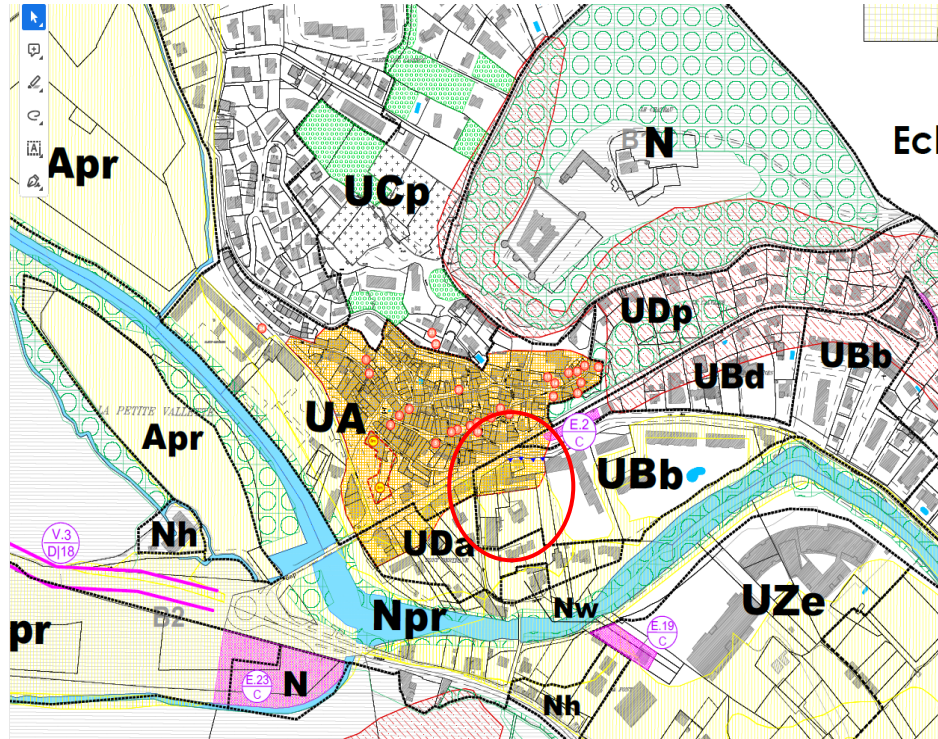 Apr
UCp
B
N
Ecl
UDp
UBd
UBb
LA PETITE VALLETTE
Apr
UA
E.2
C
UBb
V.3
D|18
Nh
UDa
B2
Npr
Nw
UZe
E.19
C
pr
E.23
C
N
Nh